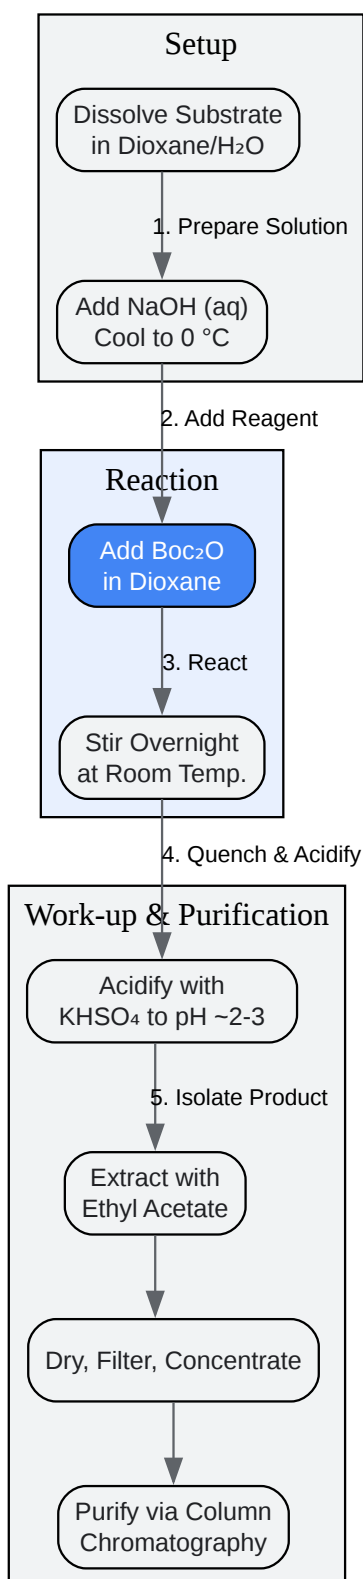 Setup
Dissolve Substrate
in Dioxane/H₂O
1. Prepare Solution
Add NaOH (aq)
Cool to 0 °C
2. Add Reagent
Reaction
Add Boc₂O
in Dioxane
3. React
Stir Overnight
at Room Temp.
4. Quench & Acidify
Work-up & Purification
Acidify with
KHSO₄ to pH ~2-3
5. Isolate Product
Extract with
Ethyl Acetate
Dry, Filter, Concentrate
Purify via Column
Chromatography